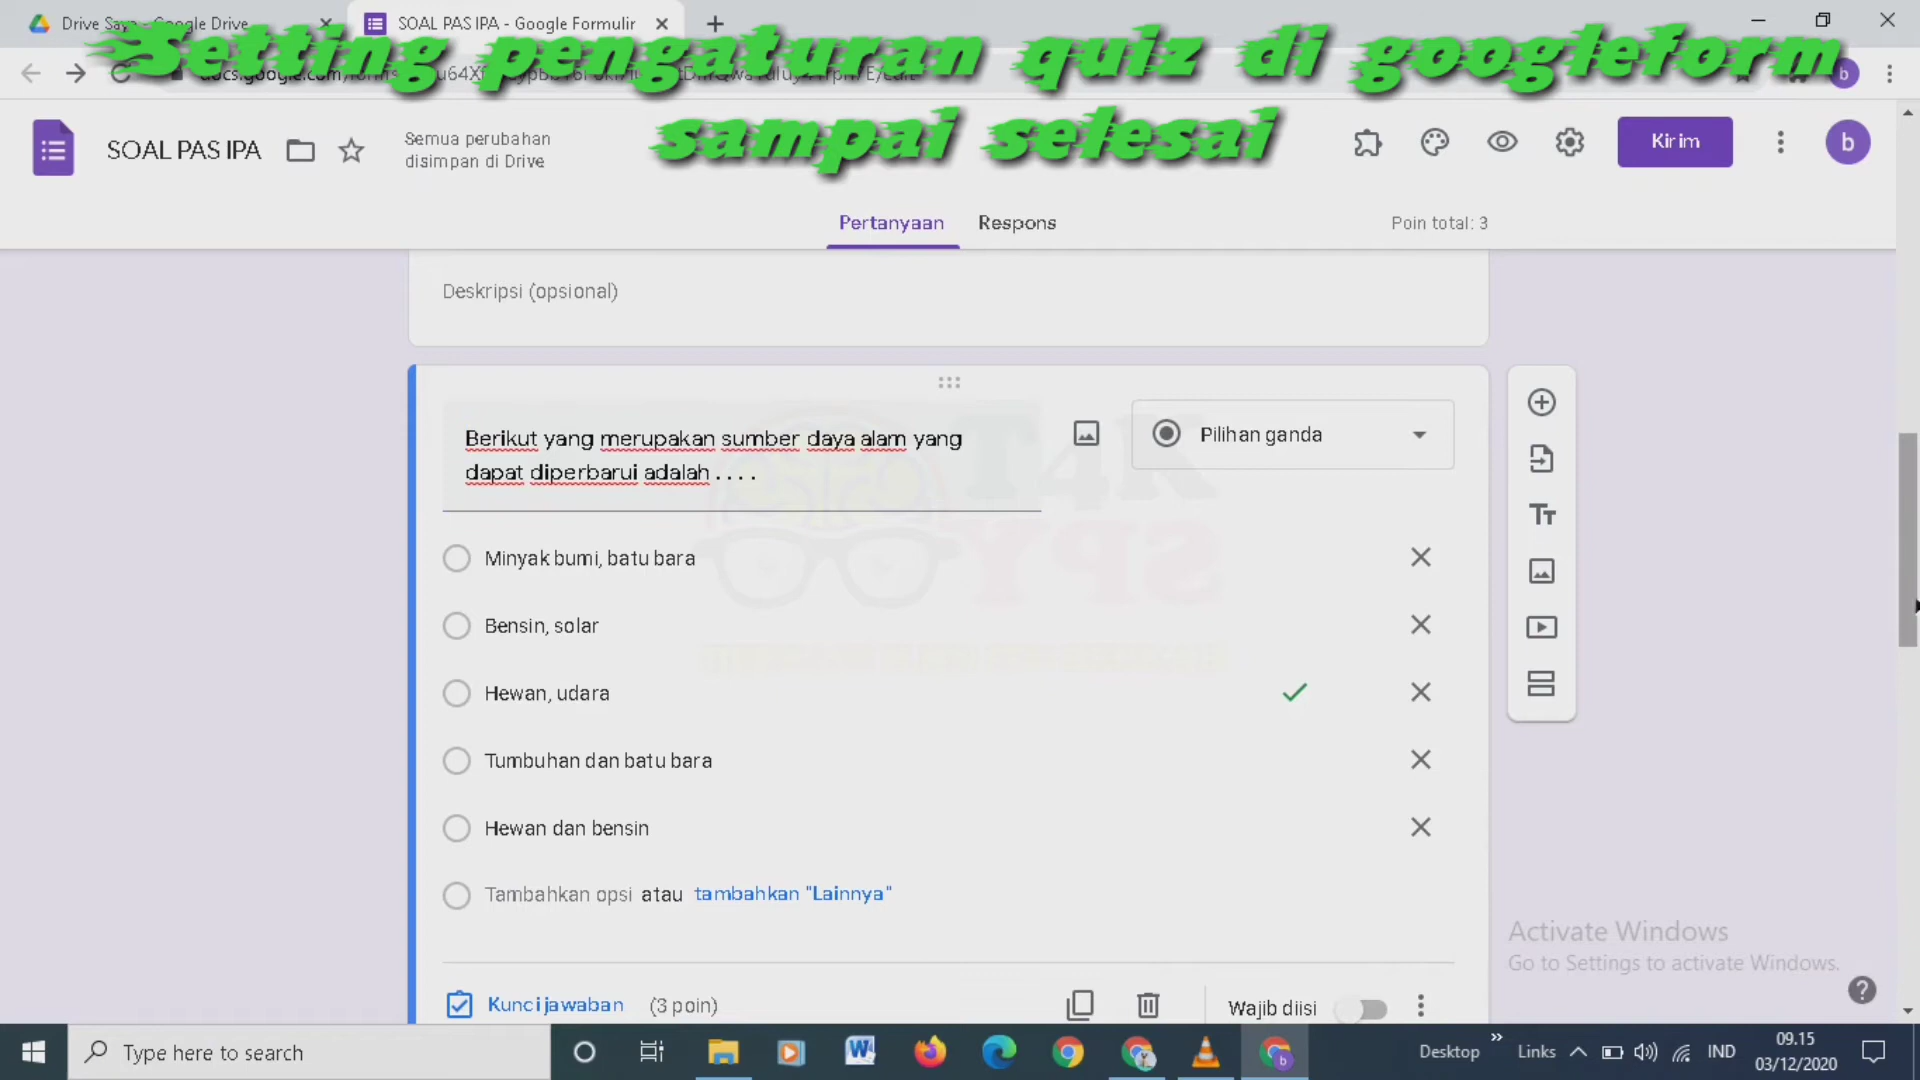 Drive Saya - Google Drive
SOAL PAS IPA - Google Formulir
Setting pengaturan quiz di googleform
sampai selesai
SOAL PAS IPA
Semua perubahan
disimpan di Drive
Kirim
b
Pertanyaan
Respons
Poin total: 3
Deskripsi (opsional)
Berikut yang merupakan sumber daya alam yang
dapat diperbarui adalah . . . .
Pilihan ganda
Minyak bumi, batu bara
Bensin, solar
Hewan, udara
Tumbuhan dan batu bara
Hewan dan bensin
Tambahkan opsi atau tambahkan "Lainnya"
Kunci jawaban (3 poin)
Wajib diisi
Activate Windows
Go to Settings to activate Windows.
Type here to search
Desktop
Links
IND
09.15
03/12/2020